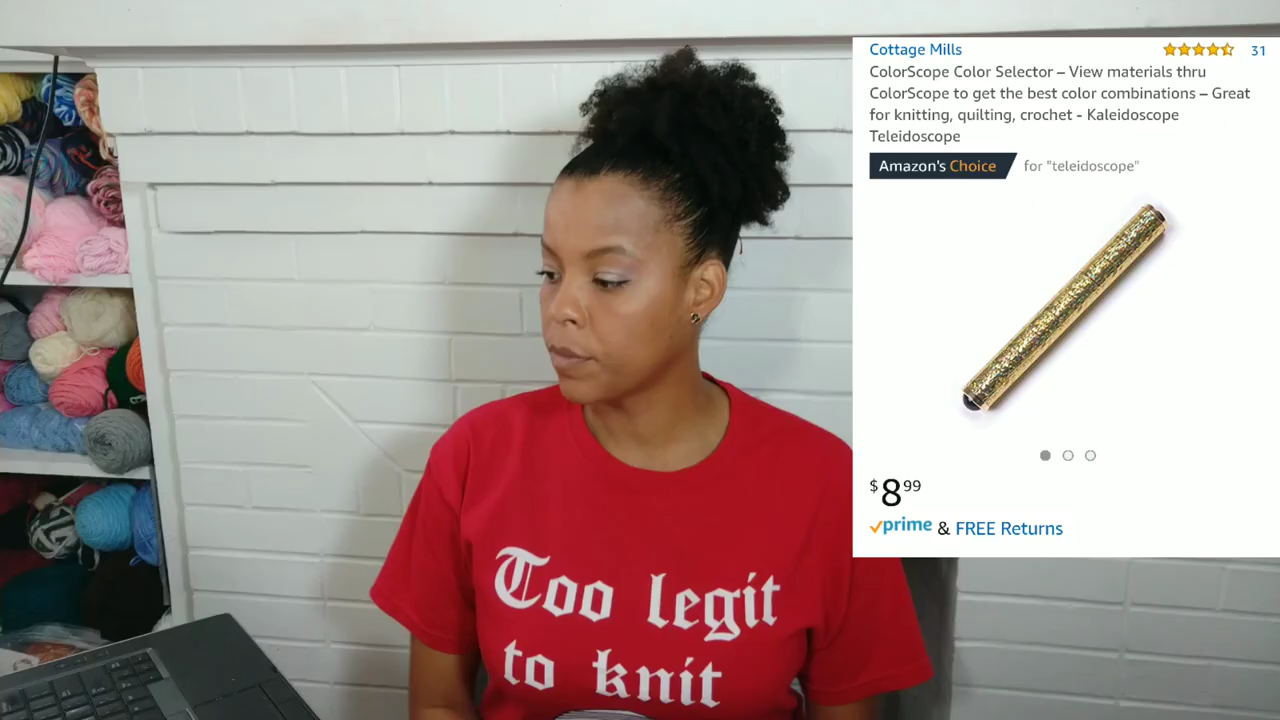 Cottage Mills 31
ColorScope Color Selector – View materials thru
ColorScope to get the best color combinations – Great
for knitting, quilting, crochet - Kaleidoscope
Teleidoscope
Amazon's Choice for "teleidoscope"
$8 99
prime & FREE Returns
Too legit
to knit